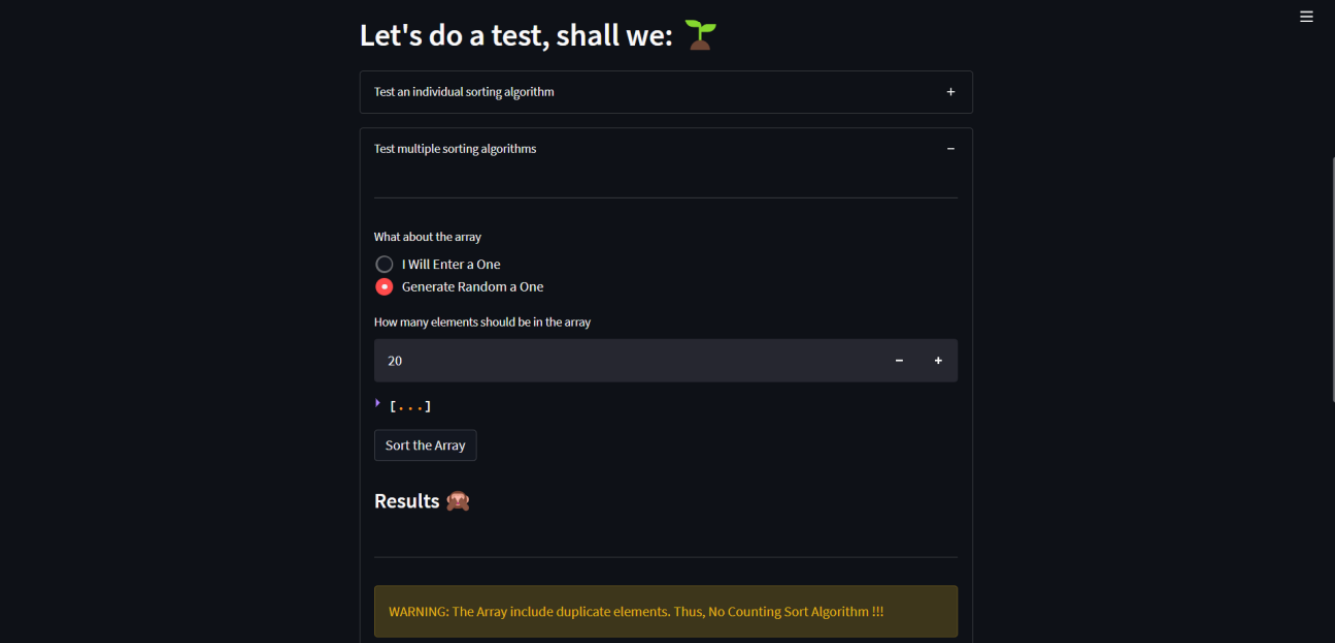 Let's do a test, shall we: 🌱
Test an individual sorting algorithm +
Test multiple sorting algorithms −
What about the array
I Will Enter a One
Generate Random a One
How many elements should be in the array
20 − +
[...]
Sort the Array
Results 🙈
WARNING: The Array include duplicate elements. Thus, No Counting Sort Algorithm !!!